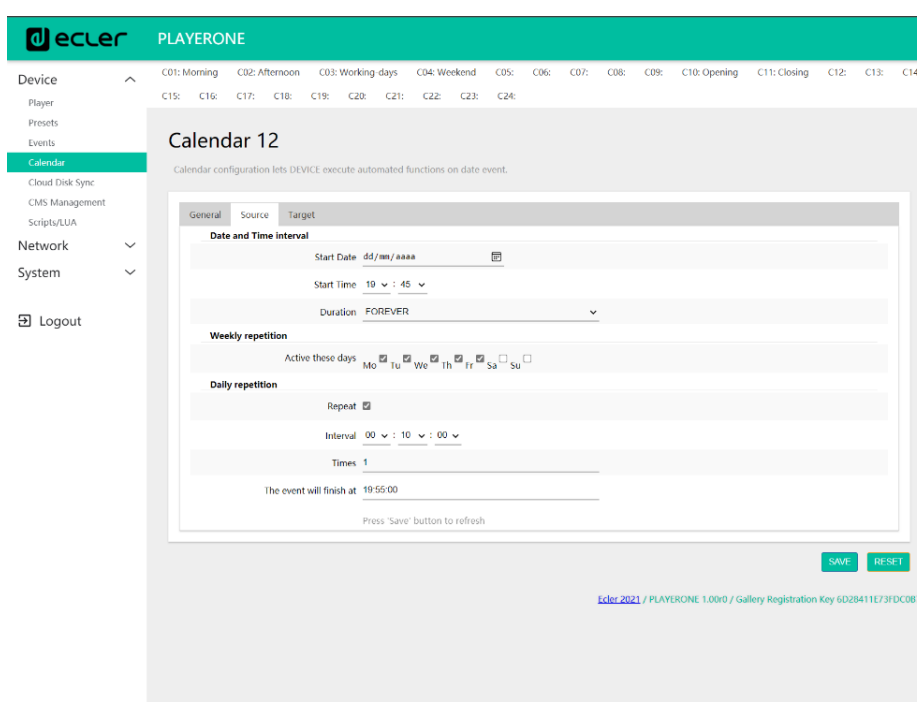 ecler PLAYERONE
Device
Player
Presets
Events
Calendar
Cloud Disk Sync
CMS Management
Scripts/LUA
Network
System
Logout
C01: Morning C02: Afternoon C03: Working-days C04: Weekend C05: C06: C07: C08: C09: C10: Opening C11: Closing C12: C13: C14
C15: C16: C17: C18: C19: C20: C21: C22: C23: C24:
Calendar 12
Calendar configuration lets DEVICE execute automated functions on date event.
General Source Target
Date and Time interval
Start Date dd/mm/aaaa
Start Time 19 : 45
Duration FOREVER
Weekly repetition
Active these days Mo Tu We Th Fr Sa Su
Daily repetition
Repeat
Interval 00 : 10 : 00
Times 1
The event will finish at 19:55:00
Press 'Save' button to refresh
SAVE RESET
Ecler 2021 / PLAYERONE 1.00r0 / Gallery Registration Key 6D28411E73FDC0B